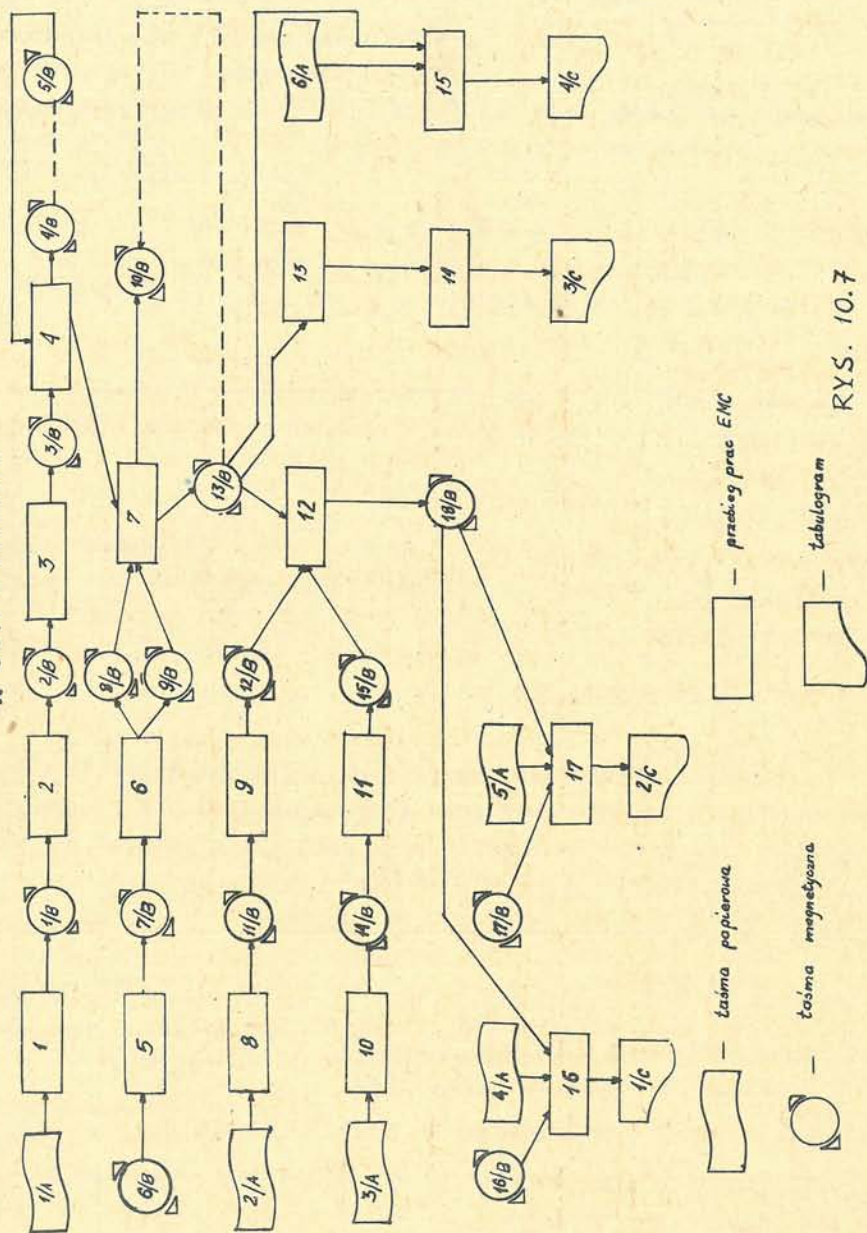 1/A
1
1/B
2
2/B
3
3/B
4
4/B
5/B
6/B
5
7/B
6
8/B
9/B
7
10/B
2/A
8
11/B
9
12/B
13/B
3/A
10
14/B
11
15/B
12
13
6/A
14
15
18/B
3/C
4/C
16/B
4/A
16
1/C
17/B
5/A
17
2/C
— taśma papierowa
— przebieg prac EMC
— taśma magnetyczna
— tabulogram
RYS. 10.7